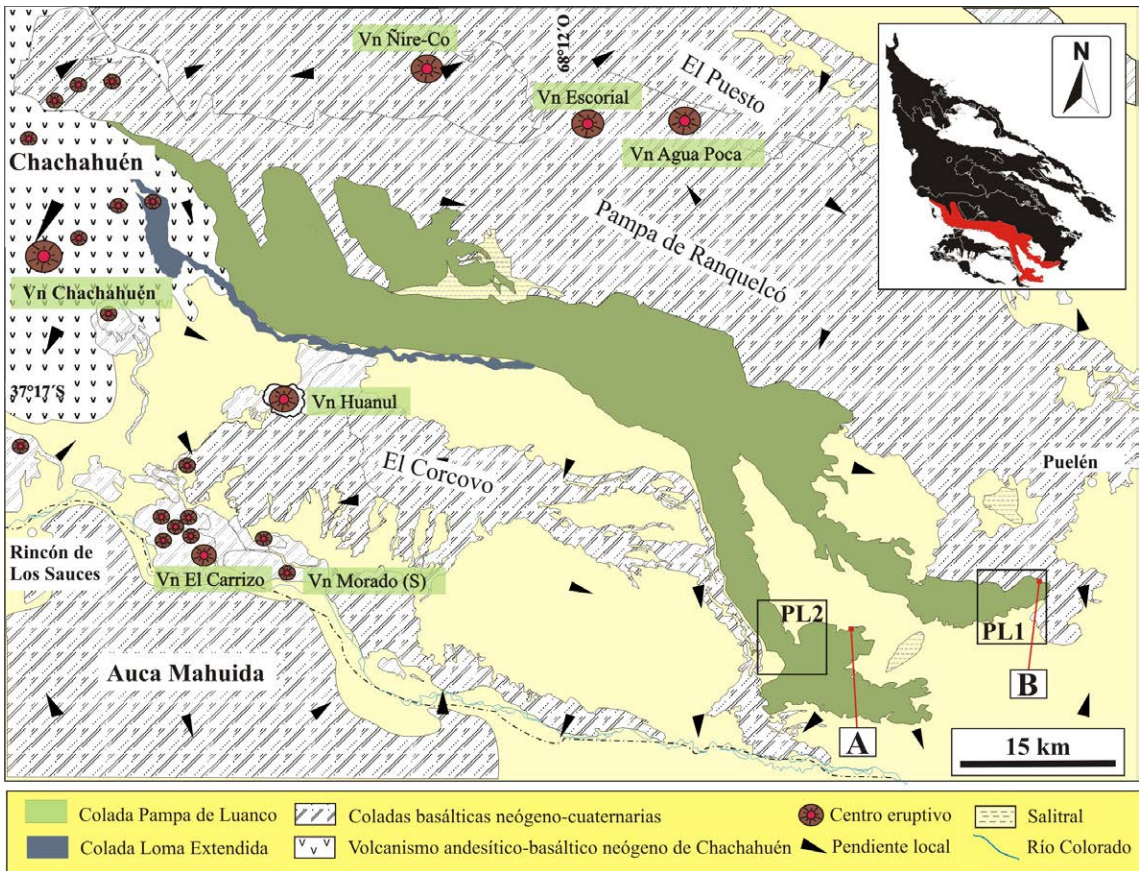 Vn Ñire-Co
68°12´O
N
El Puesto
Vn Escorial
Vn Agua Poca
Chachahuén
Pampa de Ranquelcó
Vn Chachahuén
37°17´S
Vn Huanul
El Corcovo
Puelén
Rincón de
Los Sauces
Vn El Carrizo
Vn Morado (S)
PL2
PL1
Auca Mahuida
B
A
15 km
Colada Pampa de Luanco
Coladas basálticas neógeno-cuaternarias
Centro eruptivo
Salitral
Colada Loma Extendida
Volcanismo andesítico-basáltico neógeno de Chachahuén
Pendiente local
Río Colorado